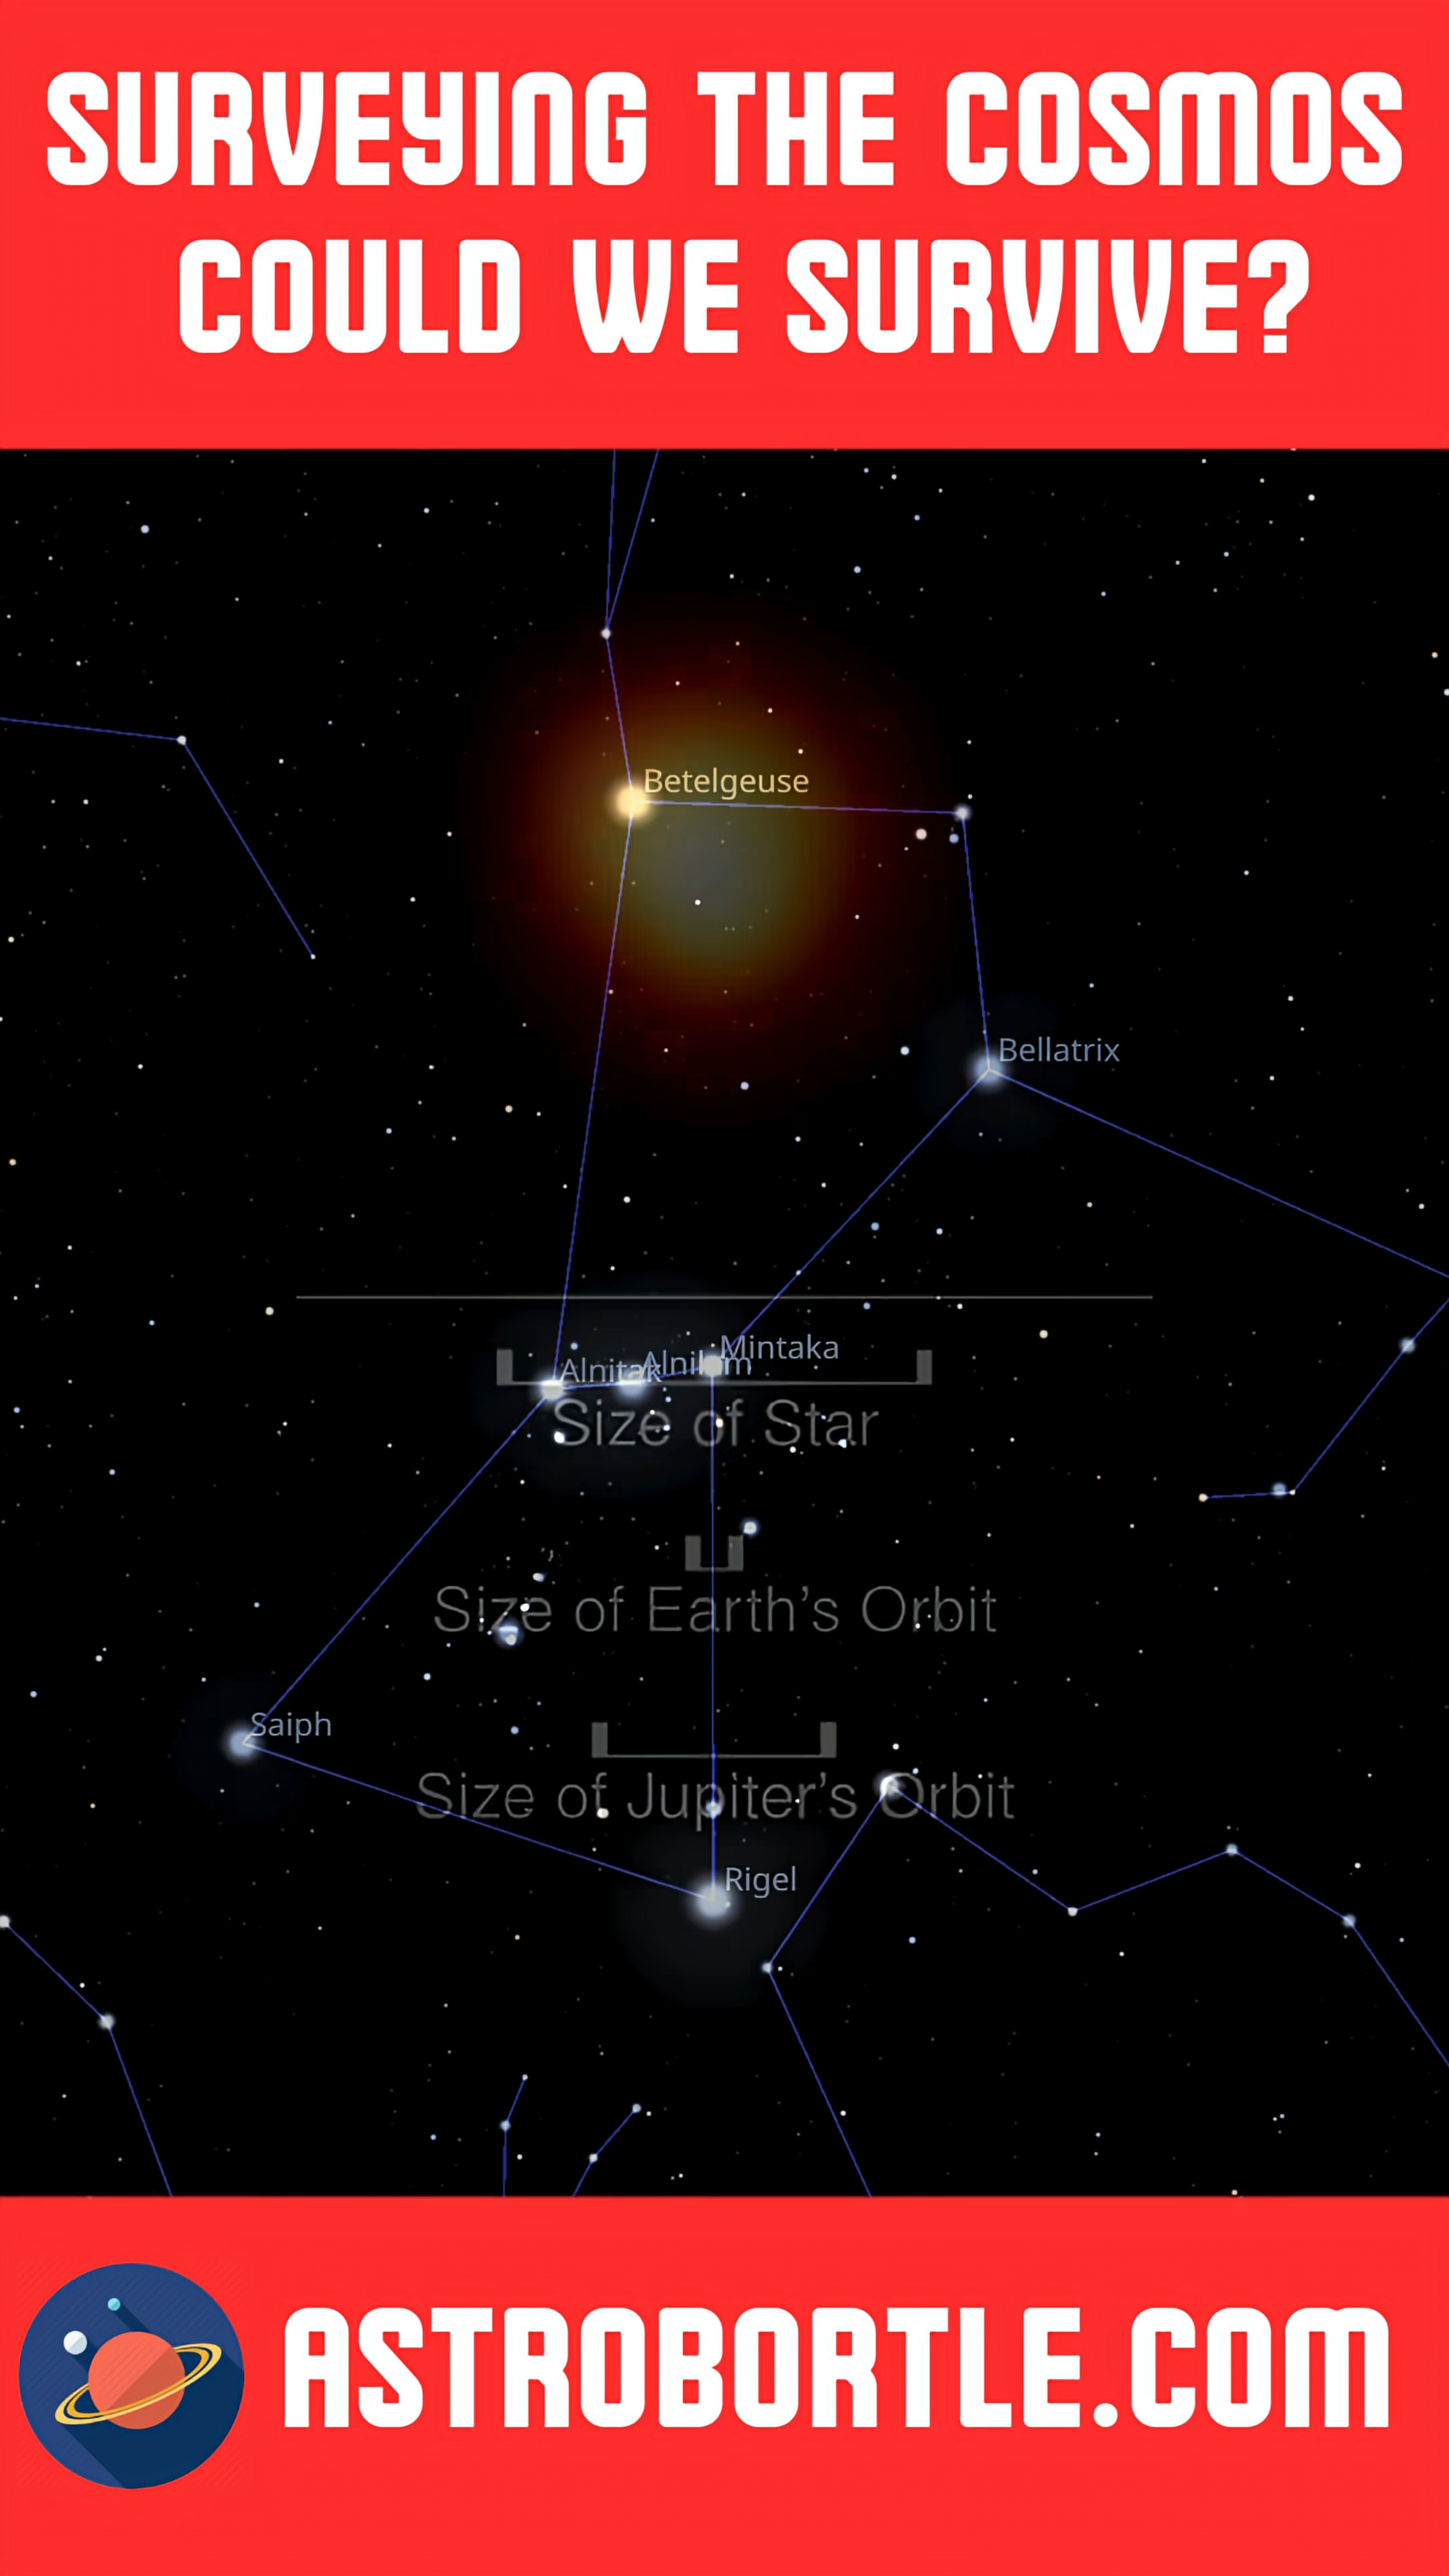 SURVEYING THE COSMOS
COULD WE SURVIVE?
Betelgeuse
Bellatrix
Mintaka
Alnilam
Alnitak
Size of Star
Size of Earth's Orbit
Saiph
Size of Jupiter's Orbit
Rigel
ASTROBORTLE.COM